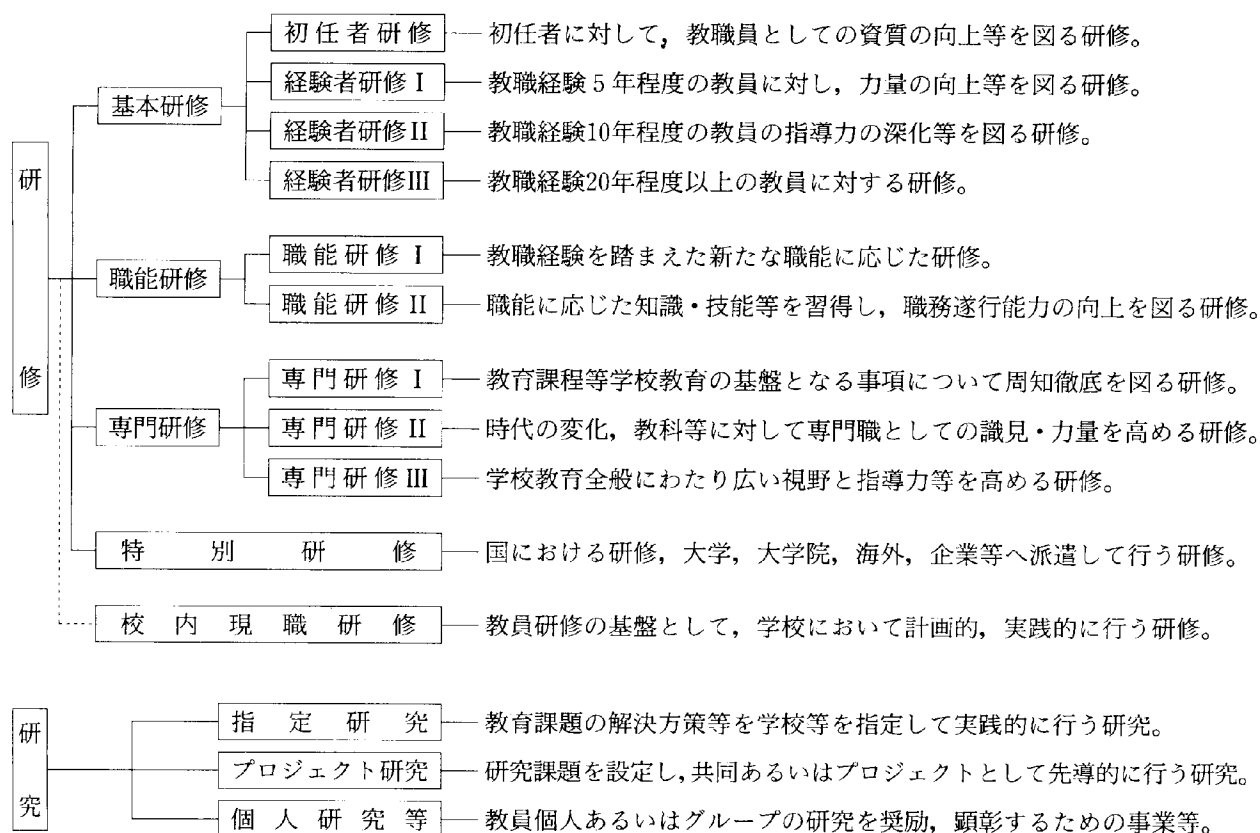 研修
基本研修
初任者研修 初任者に対して，教職員としての資質の向上等を図る研修。
経験者研修Ⅰ 教職経験5年程度の教員に対し，力量の向上等を図る研修。
経験者研修Ⅱ 教職経験10年程度の教員の指導力の深化等を図る研修。
経験者研修Ⅲ 教職経験20年程度以上の教員に対する研修。
職能研修
職能研修Ⅰ 教職経験を踏まえた新たな職能に応じた研修。
職能研修Ⅱ 職能に応じた知識・技能等を習得し，職務遂行能力の向上を図る研修。
専門研修
専門研修Ⅰ 教育課程等学校教育の基盤となる事項について周知徹底を図る研修。
専門研修Ⅱ 時代の変化，教科等に対して専門職としての識見・力量を高める研修。
専門研修Ⅲ 学校教育全般にわたり広い視野と指導力等を高める研修。
特別研修 国における研修，大学，大学院，海外，企業等へ派遣して行う研修。
校内現職研修 教員研修の基盤として，学校において計画的，実践的に行う研修。
研究
指定研究 教育課題の解決方策等を学校等を指定して実践的に行う研究。
プロジェクト研究 研究課題を設定し，共同あるいはプロジェクトとして先導的に行う研究。
個人研究等 教員個人あるいはグループの研究を奨励，顕彰するための事業等。